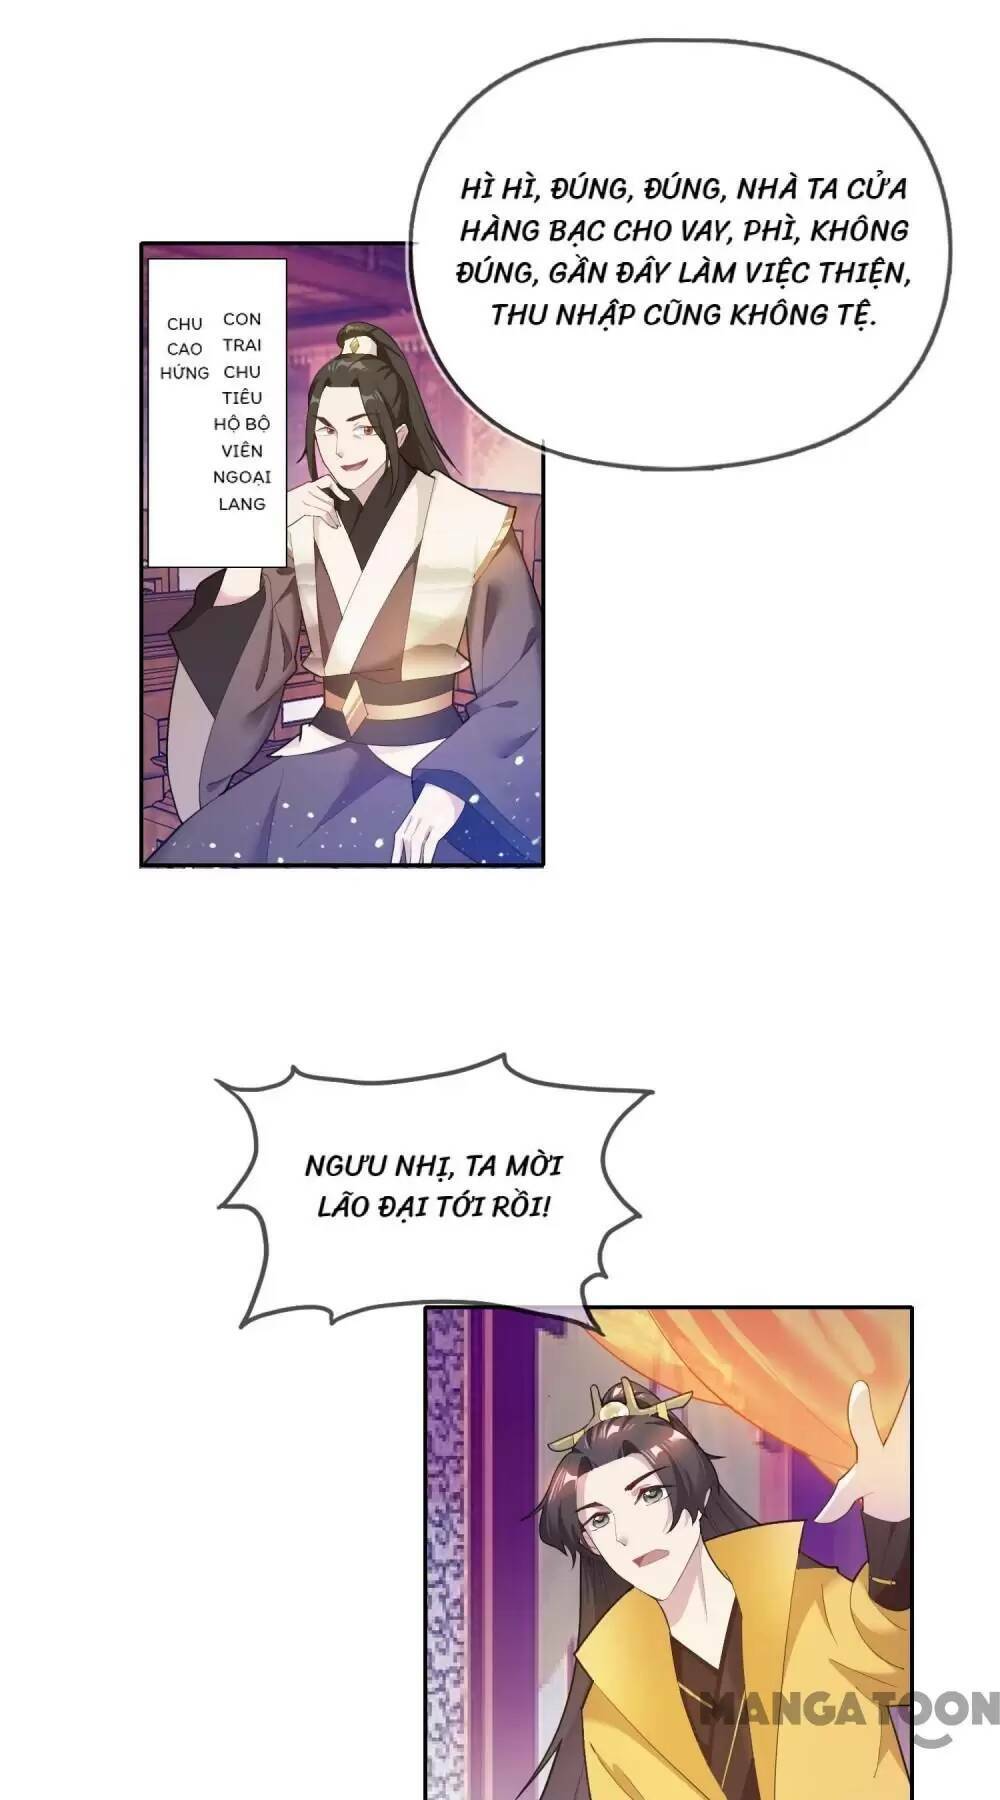 HÌ HÌ, ĐÚNG, ĐÚNG, NHÀ TA CỬA
HÀNG BẠC CHO VAY, PHÌ, KHÔNG
ĐÚNG, GẦN ĐÂY LÀM VIỆC THIỆN,
THU NHẬP CŨNG KHÔNG TỆ.
CON
TRAI
CHU
TIÊU
HỘ BỘ
VIÊN
NGOẠI
LANG
CHU
CAO
HỨNG
NGƯU NHỊ, TA MỜI
LÃO ĐẠI TỚI RỒI!
MANGATOON